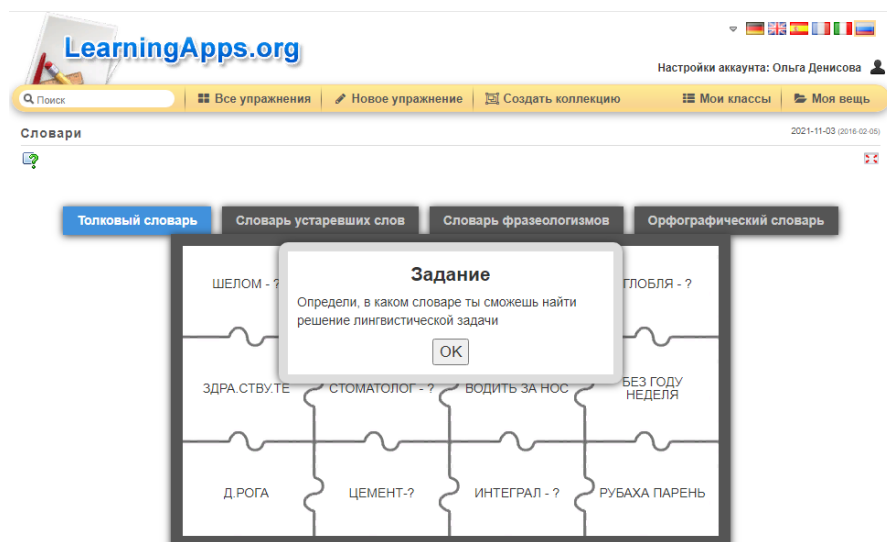 LearningApps.org
Настройки аккаунта: Ольга Денисова
Поиск
Все упражнения
Новое упражнение
Создать коллекцию
Мои классы
Моя вещь
Словари
2021-11-03 (2016-02-05)
Толковый словарь
Словарь устаревших слов
Словарь фразеологизмов
Орфографический словарь
Задание
Определи, в каком словаре ты сможешь найти
решение лингвистической задачи
OK
ШЕЛОМ - ?
ГЛОБЛЯ - ?
ЗДРА.СТВУ.ТЕ
СТОМАТОЛОГ - ?
ВОДИТЬ ЗА НОС
БЕЗ ГОДУ
НЕДЕЛЯ
Д.РОГА
ЦЕМЕНТ-?
ИНТЕГРАЛ - ?
РУБАХА ПАРЕНЬ